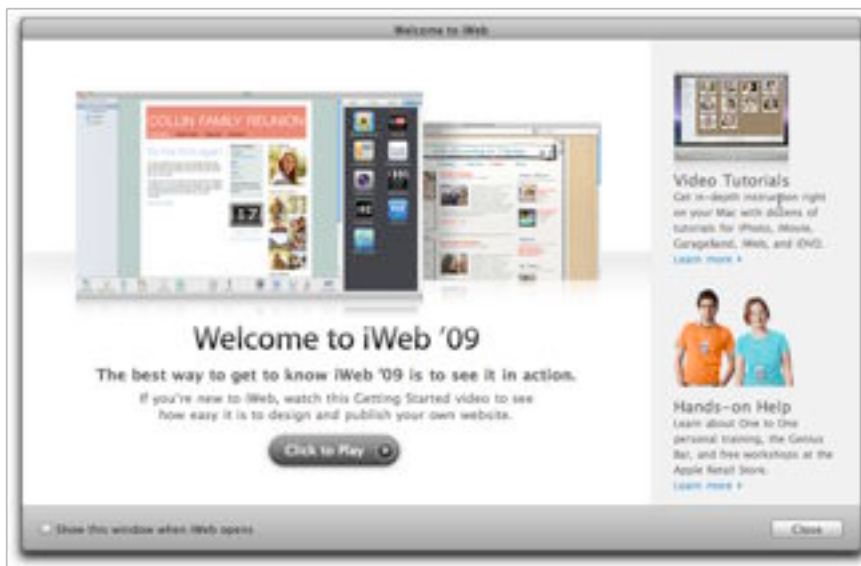 Welcome to iWeb
COLLIN FAMILY REUNION
17
Welcome to iWeb ’09
The best way to get to know iWeb ’09 is to see it in action.
If you're new to iWeb, watch this Getting Started video to see
how easy it is to design and publish your own website.
Click to Play
Video Tutorials
Get in-depth instruction right
on your Mac with dozens of
tutorials for iPhoto, iMovie,
GarageBand, iWeb, and iDVD.
Learn more
Hands-on Help
Learn about One to One
personal training, the Genius
Bar, and free workshops at the
Apple Retail Store.
Learn more
Show this window when iWeb opens
Close